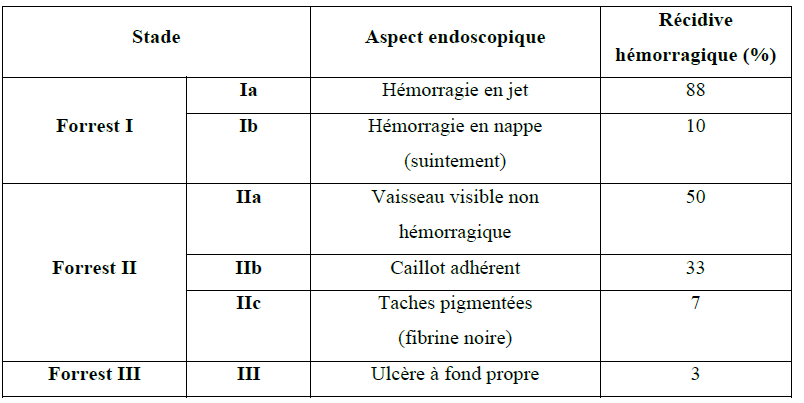 Stade Aspect endoscopique Récidive
hémorragique (%)
Forrest I Ia Hémorragie en jet 88
Ib Hémorragie en nappe 10
(suintement)
Forrest II IIa Vaisseau visible non 50
hémorragique
IIb Caillot adhérent 33
IIc Taches pigmentées 7
(fibrine noire)
Forrest III III Ulcère à fond propre 3